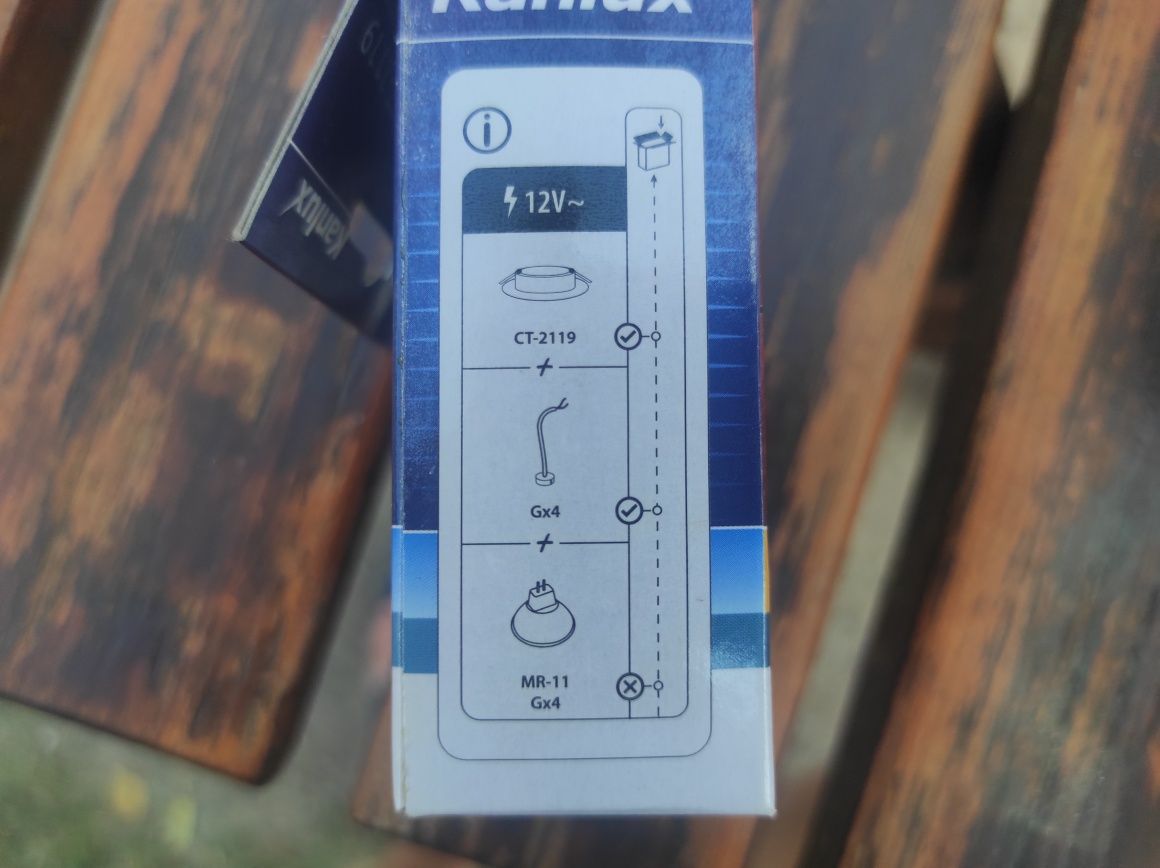 Kanlux
Kanlux
12V~
CT-2119
Gx4
MR-11
Gx4